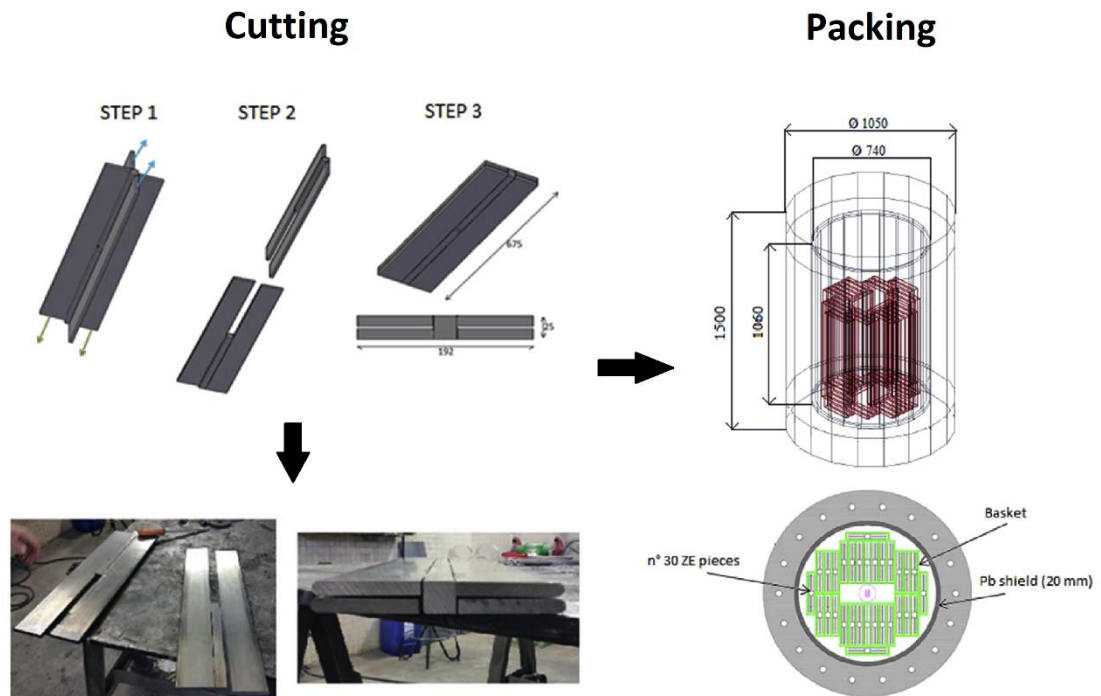 Cutting
Packing
STEP 1
STEP 2
STEP 3
675
25
192
Ø 1050
Ø 740
1500
1060
Basket
n° 30 ZE pieces
Pb shield (20 mm)